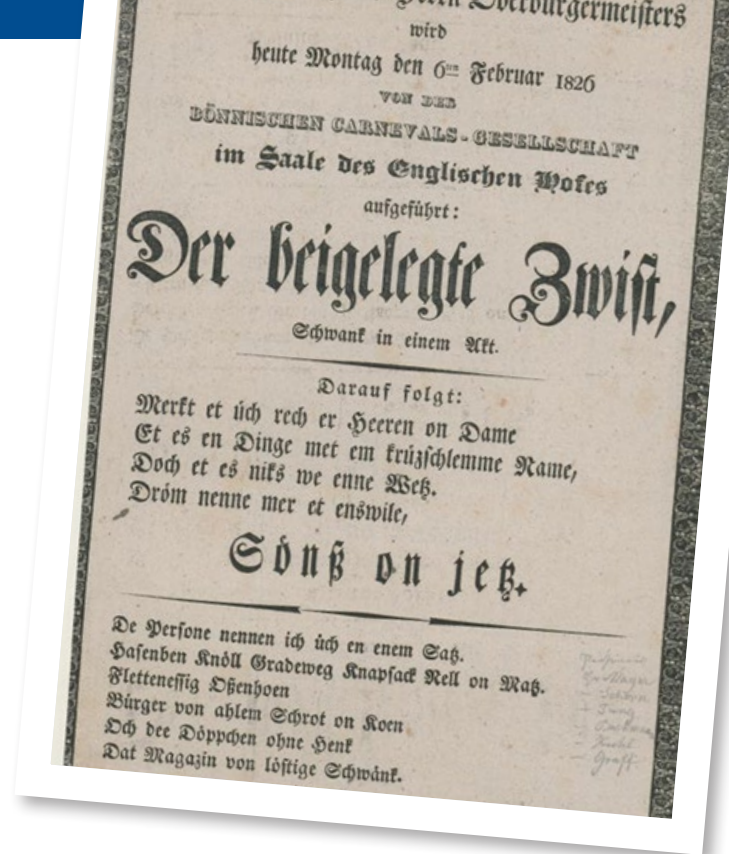 Herrn Oberbürgermeisters
wird
heute Montag den 6ten Februar 1826
VON DER
BÖNNISCHEN CARNEVALS-GESELLSCHAFT
im Saale des Englischen Hofes
aufgeführt:
Der beigelegte Zwist,
Schwank in einem Akt.
Darauf folgt:
Merkt et üch rech er Heeren on Dame
Et es en Dinge met em krüzschlemme Name,
Doch et es niks we enne Wetz.
Dröm nenne mer et enswile,
Sönß on jetz.
De Persone nennen ich üch en enem Satz.
Hasenben Knöll Gradeweg Knapsack Nell on Matz.
Flettenessig Oßenhoen
Bürger von ahlem Schrot on Koen
Och dee Döppchen ohne Henk
Dat Magazin von löstige Schwänk.
Graff